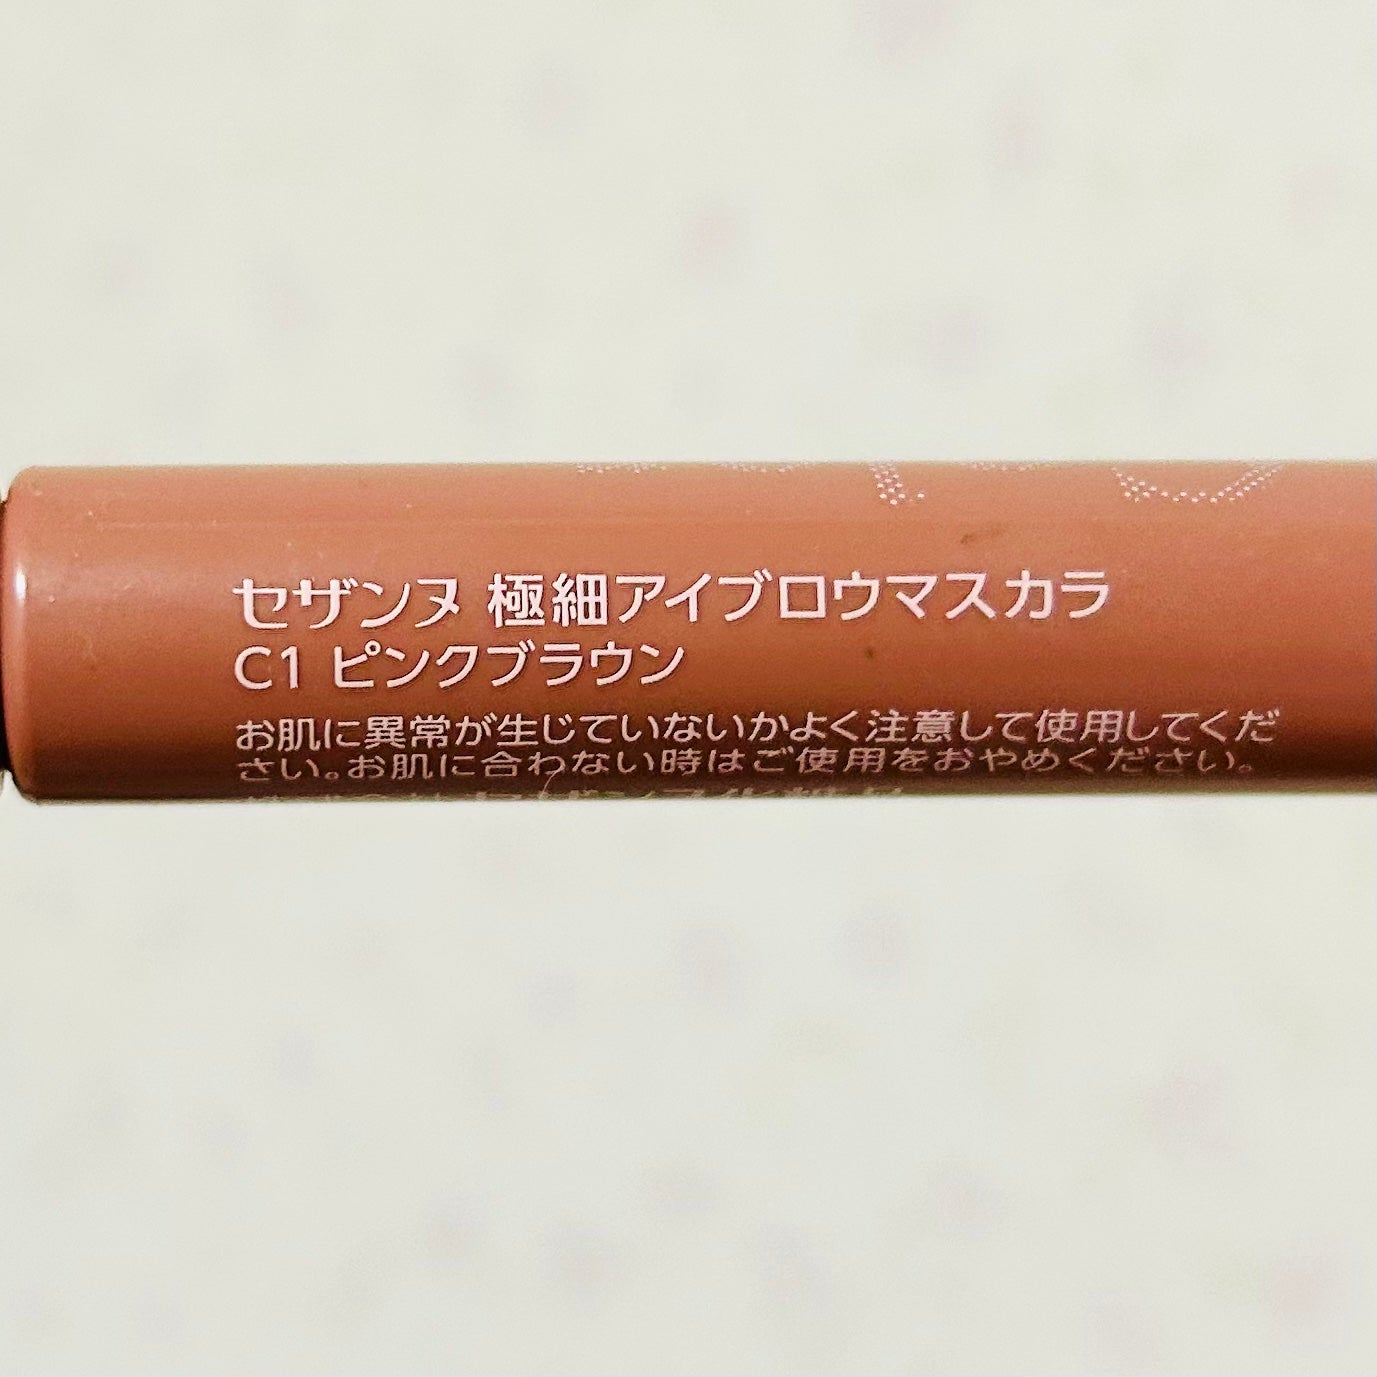 セザンヌ 極細アイブロウマスカラ
C1 ピンクブラウン
お肌に異常が生じていないかよく注意して使用してくだ
さい。お肌に合わない時はご使用をおやめください。